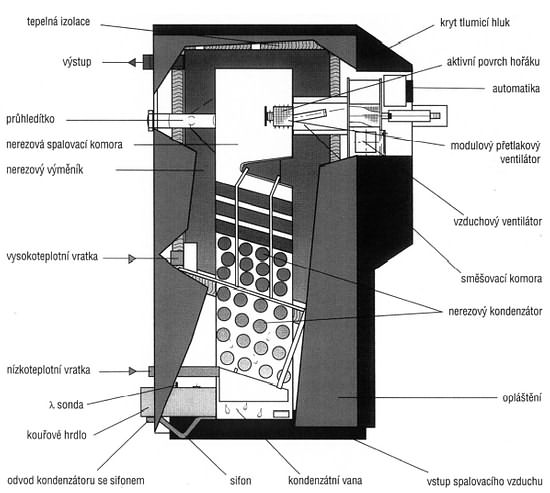 tepelná izolace
výstup
průhledítko
nerezová spalovací komora
nerezový výměník
vysokoteplotní vratka
nízkoteplotní vratka
λ sonda
kouřové hrdlo
odvod kondenzátoru se sifonem
sifon
kondenzátní vana
vstup spalovacího vzduchu
opláštění
nerezový kondenzátor
směšovací komora
vzduchový ventilátor
modulový přetlakový
ventilátor
automatika
aktivní povrch hořáku
kryt tlumicí hluk